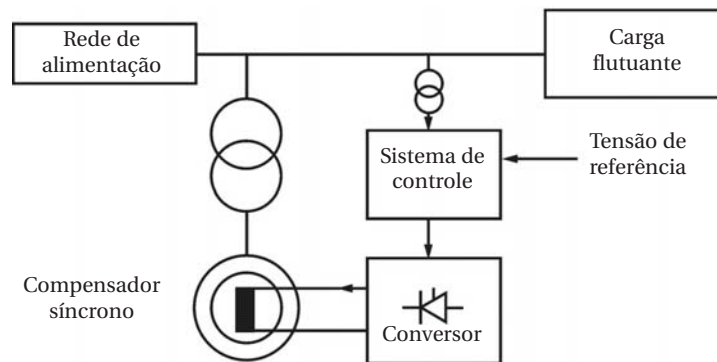 Rede de
alimentação
Carga
flutuante
Sistema de
controle
Tensão de
referência
Compensador
síncrono
Conversor